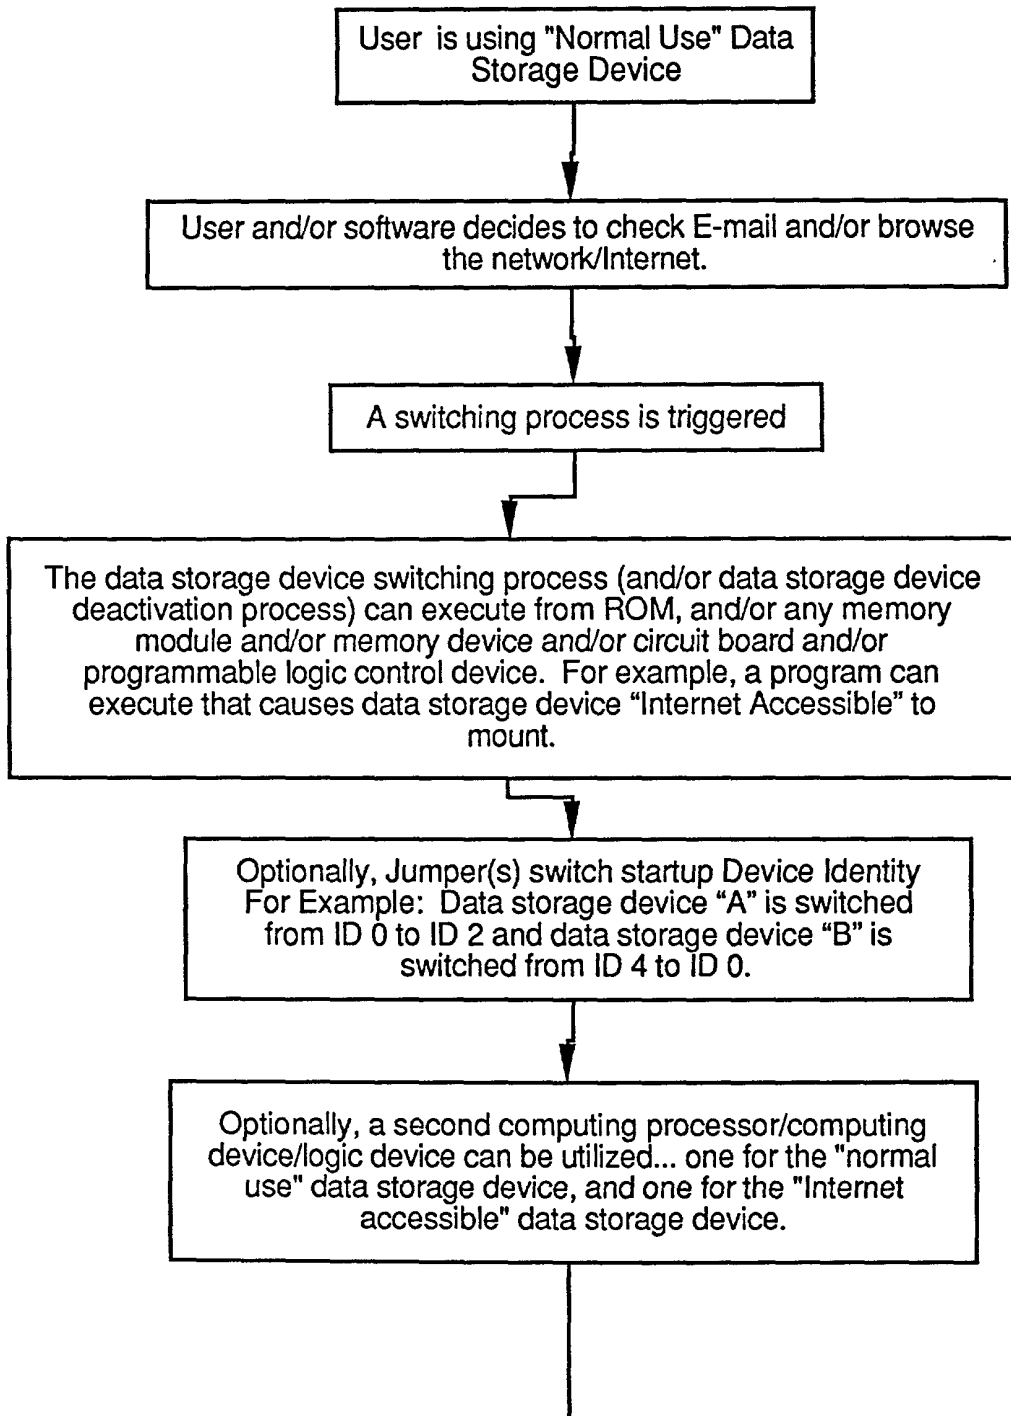 User is using "Normal Use" Data
Storage Device
User and/or software decides to check E-mail and/or browse
the network/Internet.
A switching process is triggered
The data storage device switching process (and/or data storage device
deactivation process) can execute from ROM, and/or any memory
module and/or memory device and/or circuit board and/or
programmable logic control device. For example, a program can
execute that causes data storage device “Internet Accessible” to
mount.
Optionally, Jumper(s) switch startup Device Identity
For Example: Data storage device “A” is switched
from ID 0 to ID 2 and data storage device “B” is
switched from ID 4 to ID 0.
Optionally, a second computing processor/computing
device/logic device can be utilized... one for the "normal
use" data storage device, and one for the "Internet
accessible" data storage device.